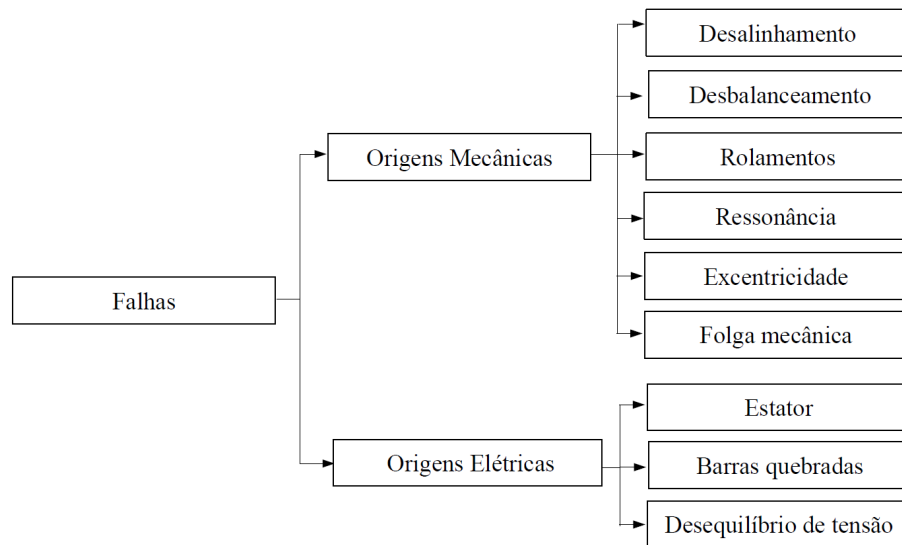 Falhas
Origens Mecânicas
Desalinhamento
Desbalanceamento
Rolamentos
Ressonância
Excentricidade
Folga mecânica
Origens Elétricas
Estator
Barras quebradas
Desequilíbrio de tensão